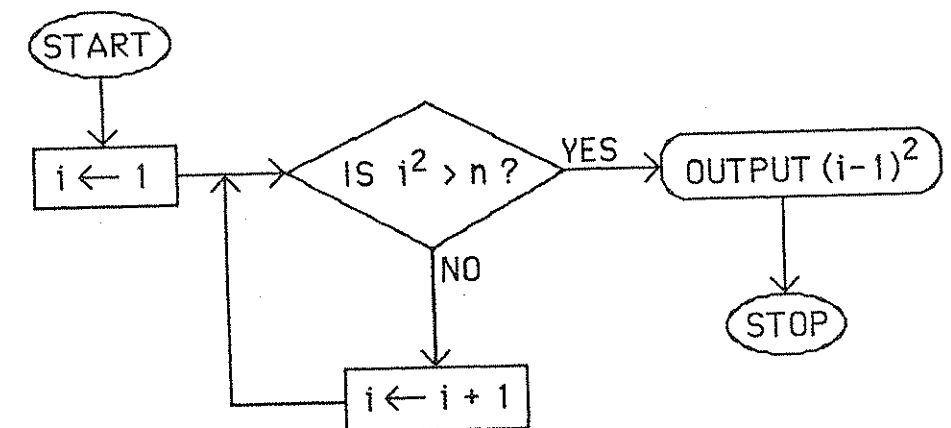 START
i ← 1
IS i² > n ?
YES
OUTPUT (i-1)²
NO
STOP
i ← i + 1